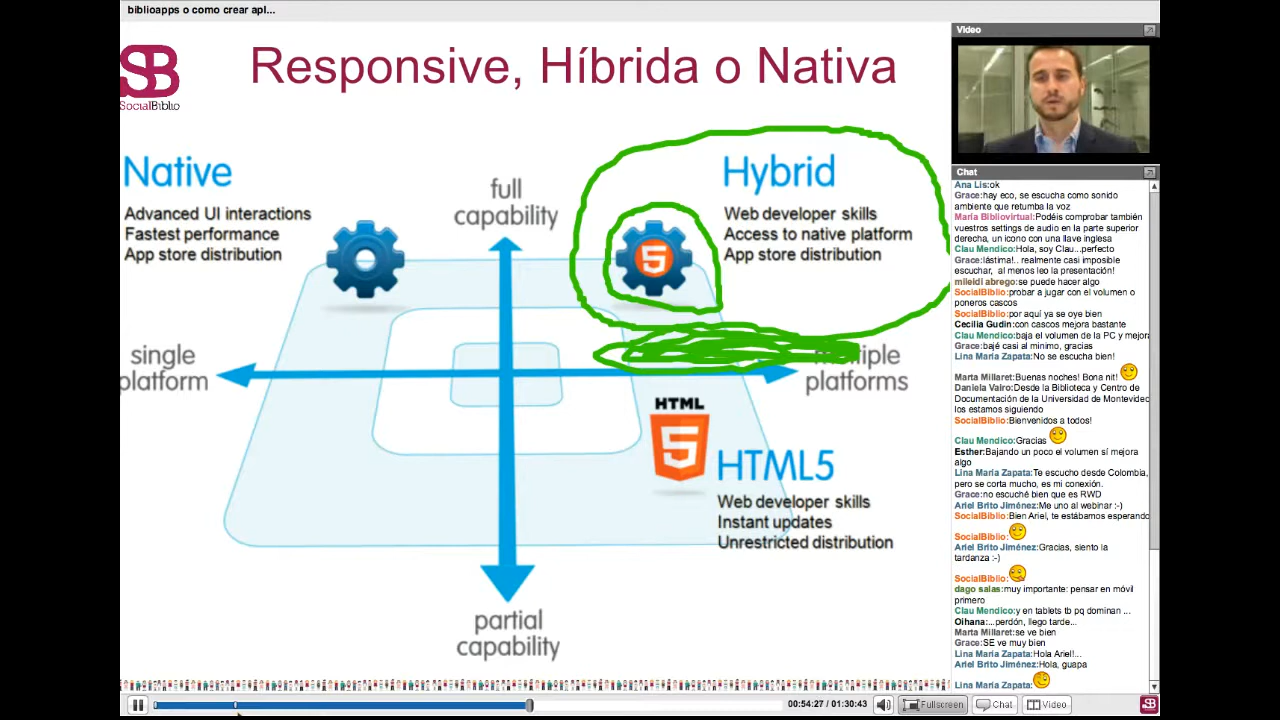 biblioapps o como crear apl...
SB
SocialBiblio
Responsive, Híbrida o Nativa
Native
Advanced UI interactions
Fastest performance
App store distribution
full
capability
Hybrid
Web developer skills
Access to native platform
App store distribution
5
single
platform
multiple
platforms
HTML
5
HTML5
Web developer skills
Instant updates
Unrestricted distribution
partial
capability
Video
Chat
Ana Lis:ok
Grace:hay eco, se escucha como sonido
ambiente que retumba la voz
María Bibliovirtual:Podéis comprobar también
vuestros settings de audio en la parte superior
derecha, un icono con una llave inglesa
Clau Mendico:Hola, soy Clau...perfecto
Grace:lástima!.. realmente casi imposible
escuchar, al menos leo la presentación!
mileidi abrego:se puede hacer algo
SocialBiblio:probar a jugar con el volumen o
poneros cascos
SocialBiblio:por aquí ya se oye bien
Cecilia Gudin:con cascos mejora bastante
Clau Mendico:baja el volumen de la PC y mejora
Grace:bajé casi al mínimo, gracias
Lina María Zapata:No se escucha bien!
Marta Millaret:Buenas noches! Bona nit!
Daniela Vairo:Desde la Biblioteca y Centro de
Documentación de la Universidad de Montevideo
los estamos siguiendo
SocialBiblio:Bienvenidos a todos!
Clau Mendico:Gracias
Esther:Bajando un poco el volumen sí mejora
algo
Lina María Zapata:Te escucho desde Colombia,
pero se corta mucho, es mi conexión.
Grace:no escuché bien que es RWD
Ariel Brito Jiménez:Me uno al webinar :-)
SocialBiblio:Bien Ariel, te estábamos esperando
SocialBiblio:
Ariel Brito Jiménez:Gracias, siento la
tardanza :-)
SocialBiblio:
dago salas:muy importante: pensar en móvil
primero
Clau Mendico:y en tablets tb pq dominan ...
Oihana:...perdón, llego tarde...
Marta Millaret:se ve bien
Grace:SE ve muy bien
Lina María Zapata:Hola Ariel!...
Ariel Brito Jiménez:Hola, guapa
Lina María Zapata:
00:54:27 / 01:30:43
Fullscreen
Chat
Video
SB